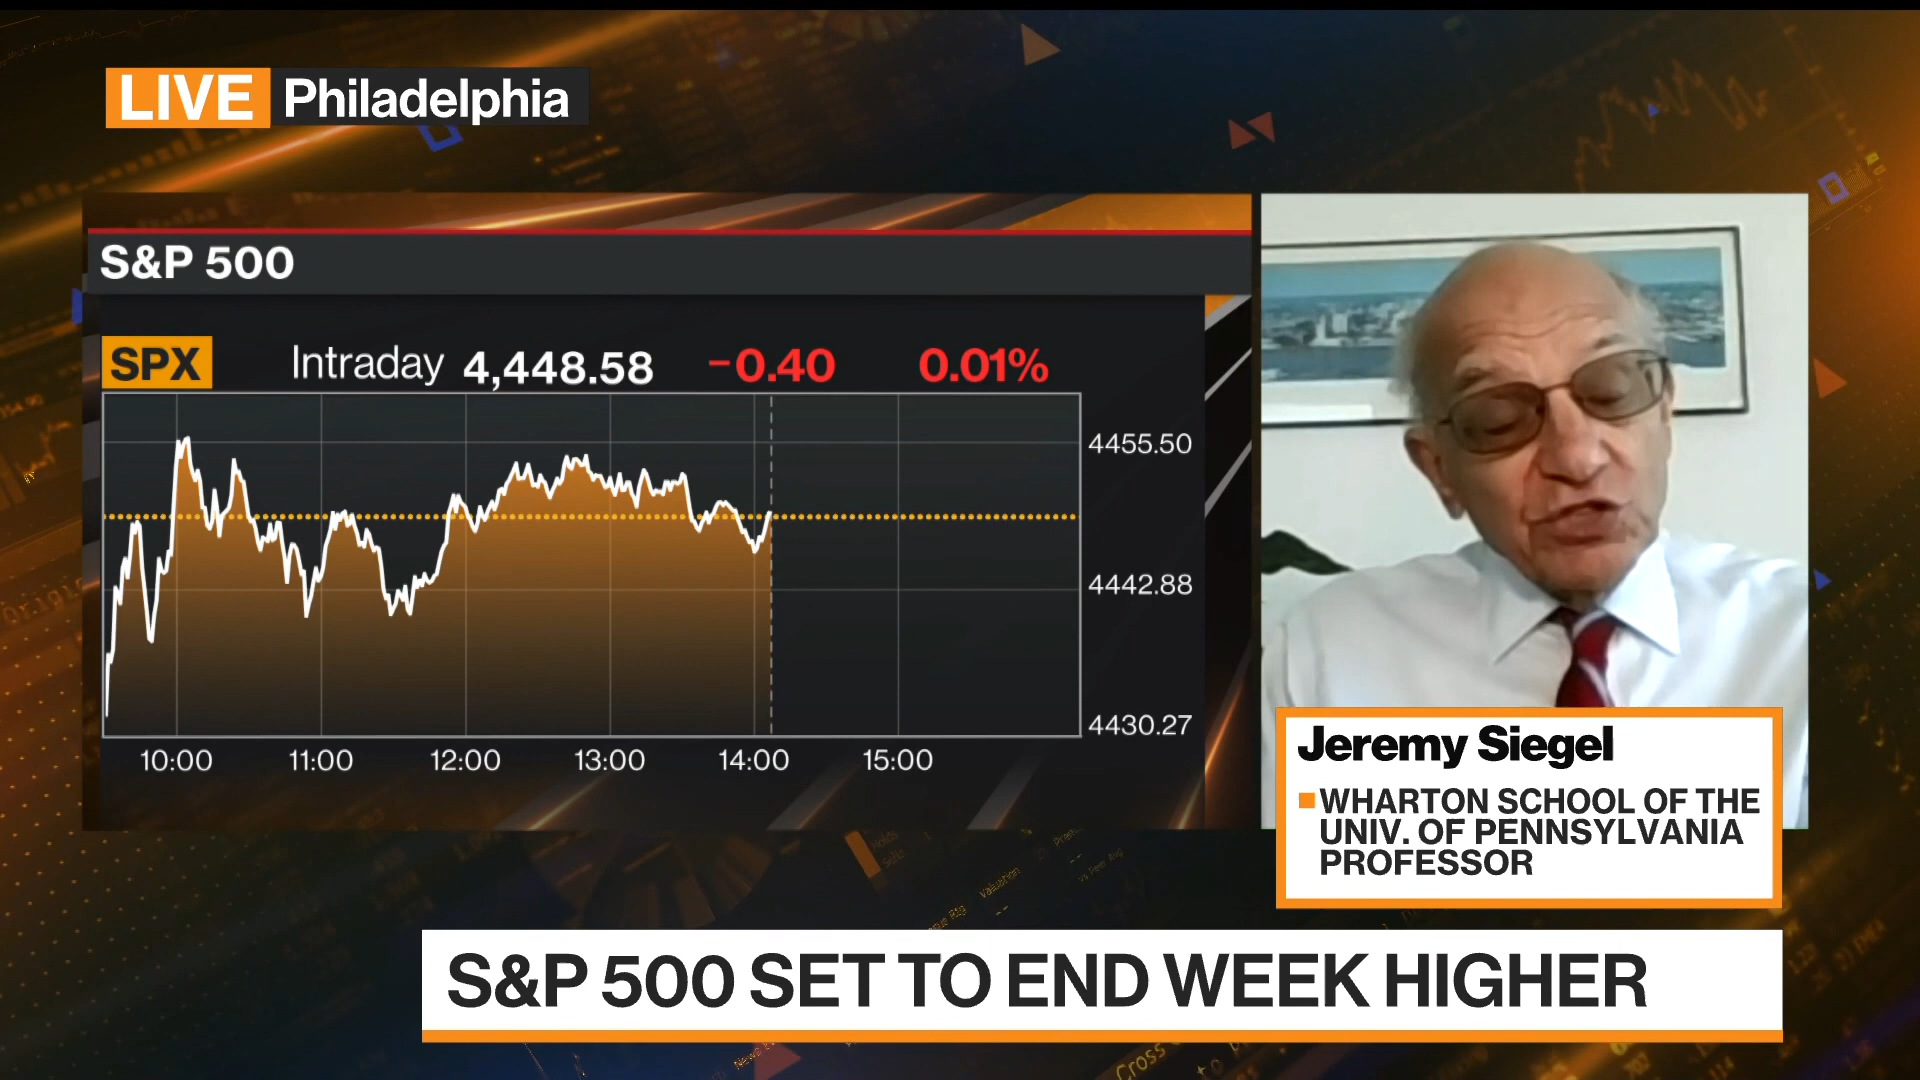 LIVE Philadelphia
S&P 500
SPX Intraday 4,448.58 −0.40 0.01%
4455.50
4442.88
4430.27
10:00 11:00 12:00 13:00 14:00 15:00
Jeremy Siegel
WHARTON SCHOOL OF THE
UNIV. OF PENNSYLVANIA
PROFESSOR
S&P 500 SET TO END WEEK HIGHER
Valuation
Cross